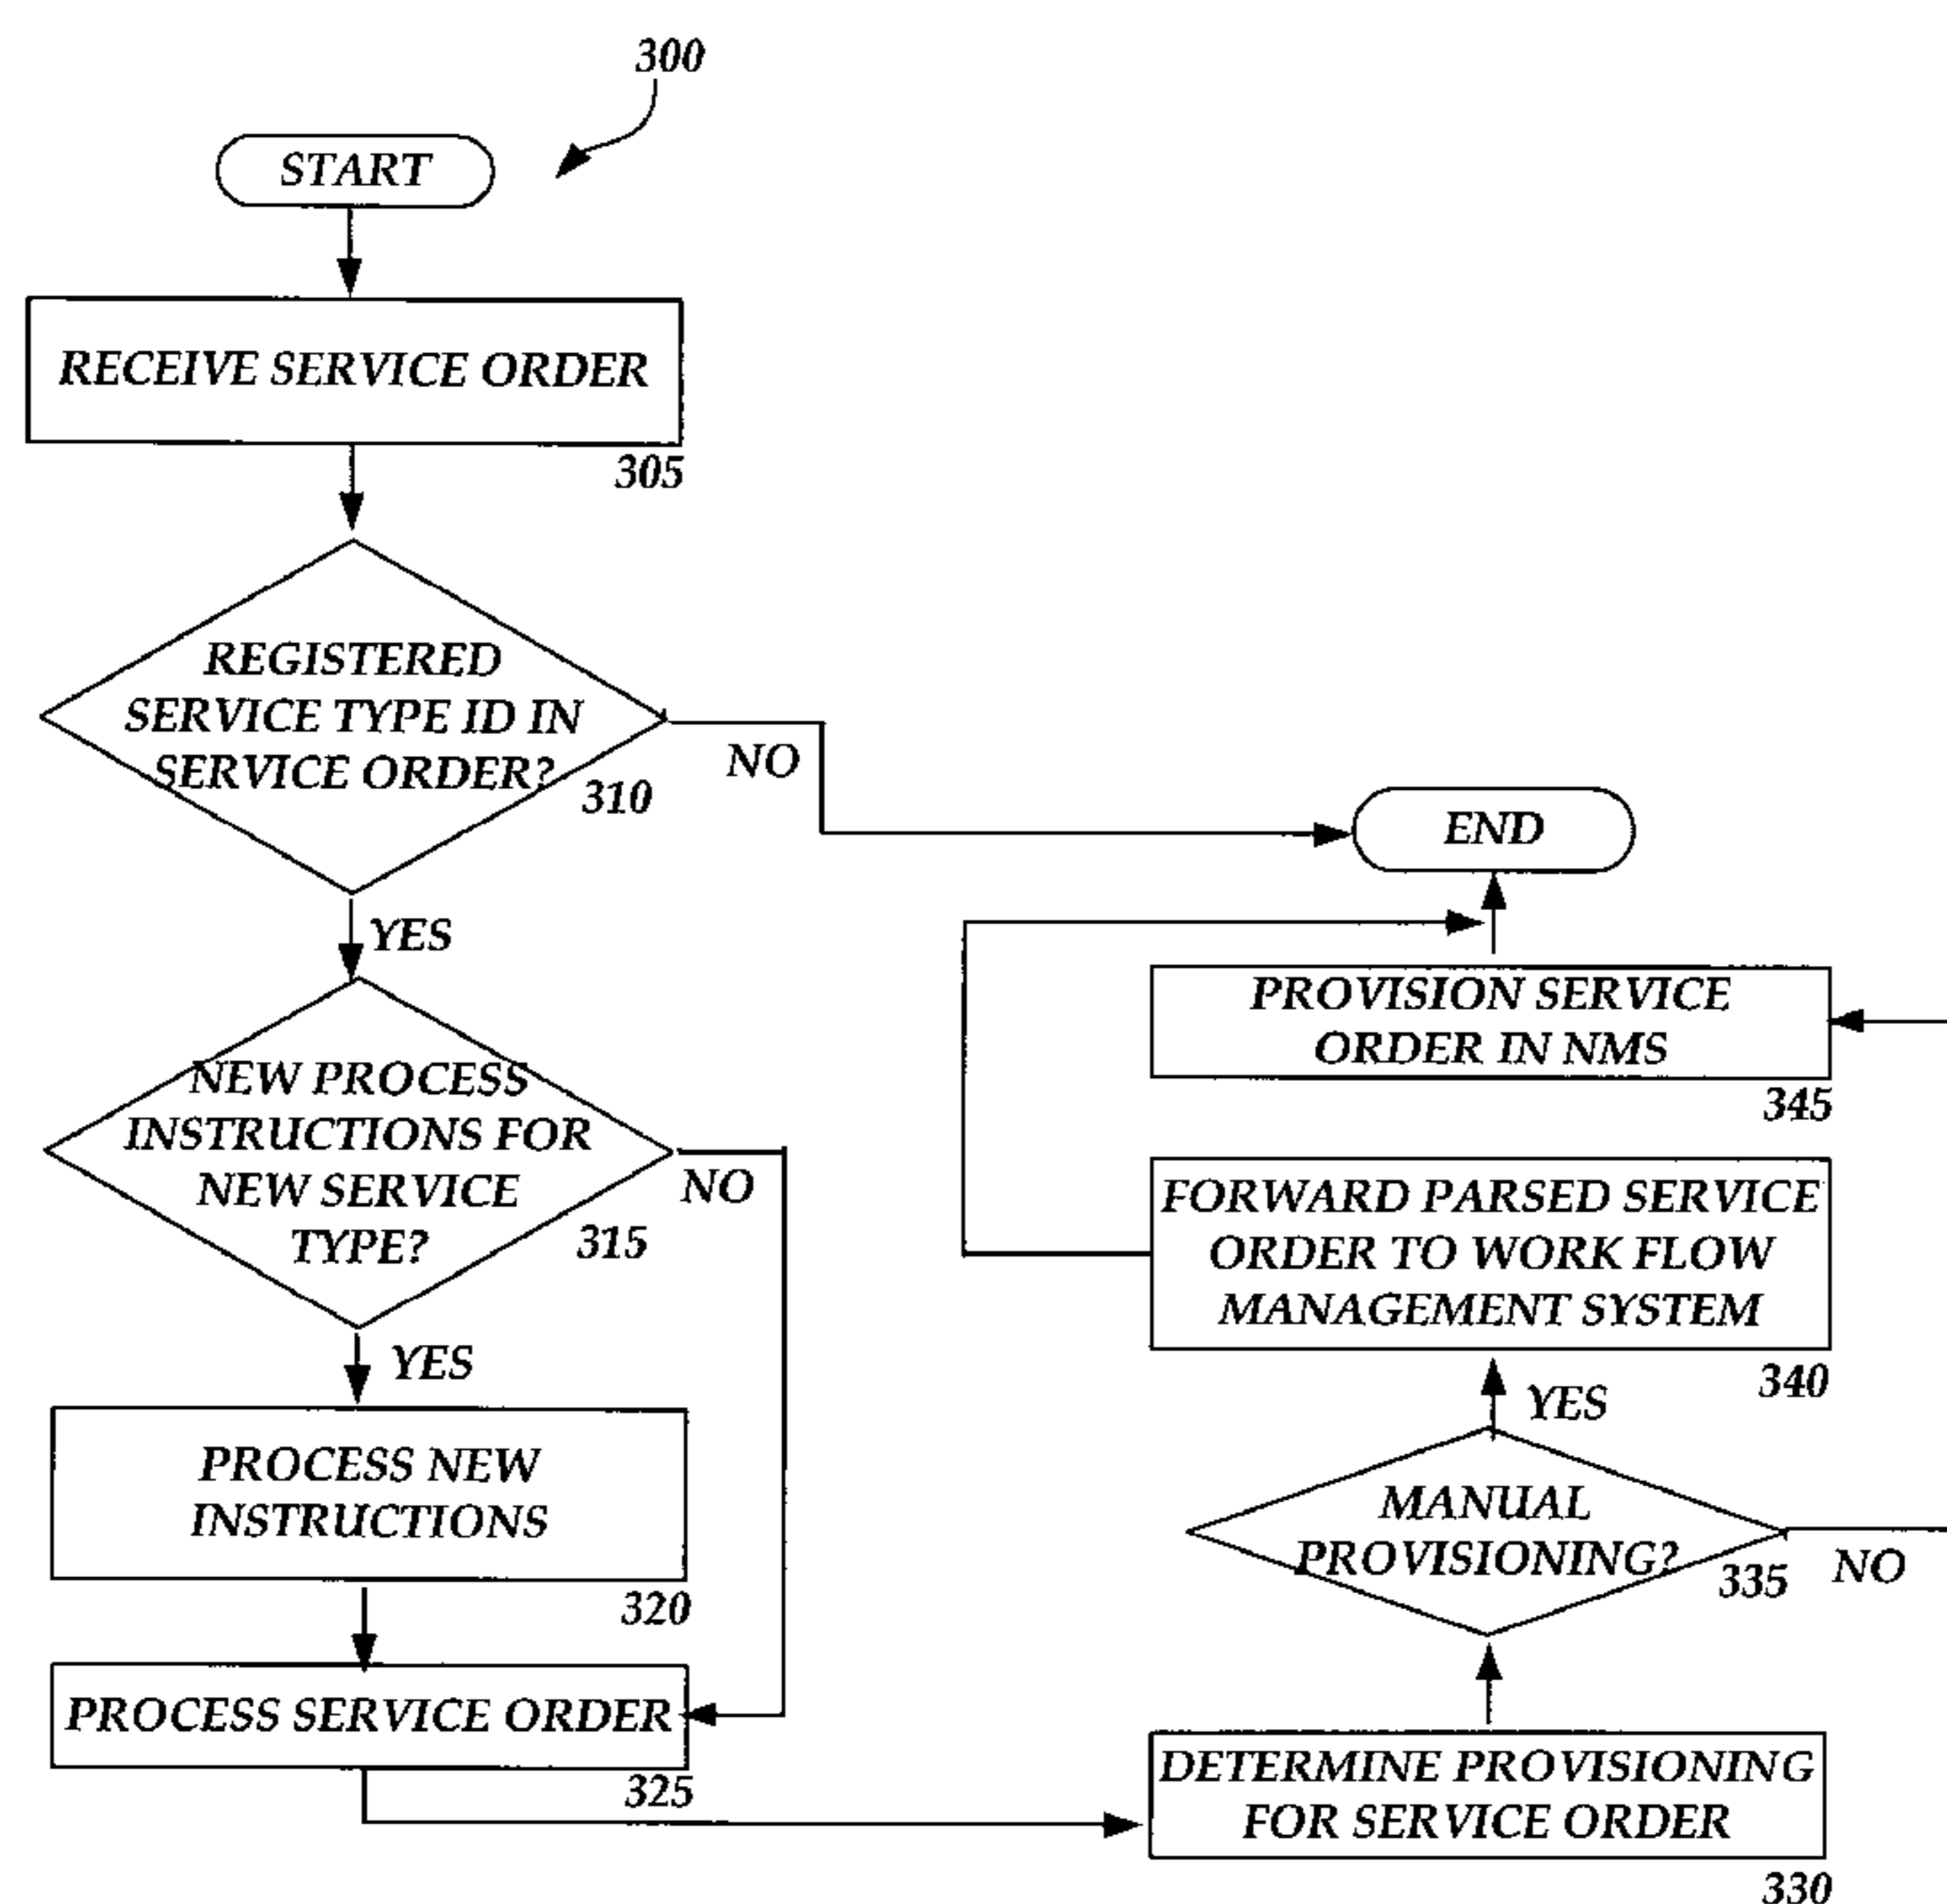 300
START
RECEIVE SERVICE ORDER
305
REGISTERED
SERVICE TYPE ID IN
SERVICE ORDER?
310
NO
YES
NEW PROCESS
INSTRUCTIONS FOR
NEW SERVICE
TYPE?
315
NO
YES
PROCESS NEW
INSTRUCTIONS
320
PROCESS SERVICE ORDER
325
END
PROVISION SERVICE
ORDER IN NMS
345
FORWARD PARSED SERVICE
ORDER TO WORK FLOW
MANAGEMENT SYSTEM
340
YES
MANUAL
PROVISIONING?
335
NO
DETERMINE PROVISIONING
FOR SERVICE ORDER
330